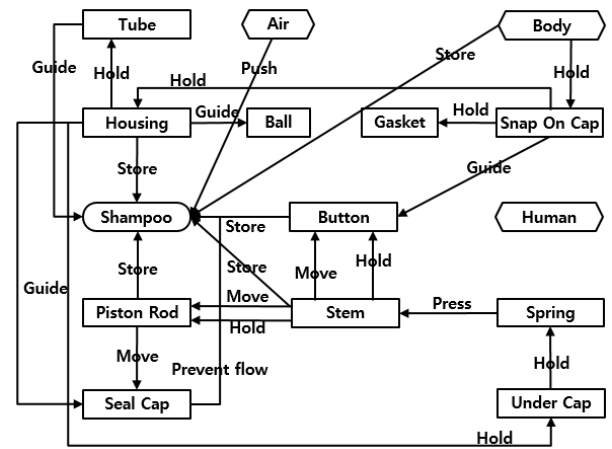 Tube
Air
Body
Guide
Hold
Push
Store
Hold
Hold
Housing
Guide
Ball
Gasket
Hold
Snap On Cap
Store
Guide
Shampoo
Store
Button
Human
Guide
Store
Store
Move
Hold
Piston Rod
Move
Hold
Stem
Press
Spring
Move
Prevent flow
Hold
Seal Cap
Under Cap
Hold